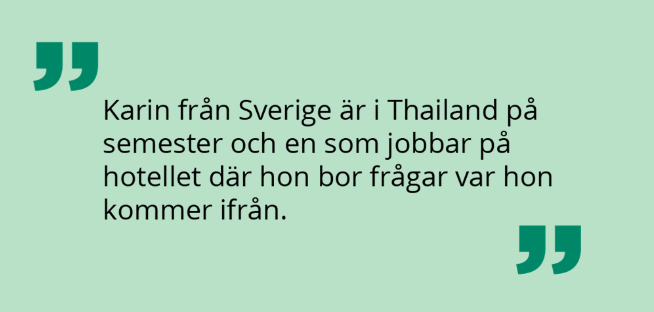 Karin från Sverige är i Thailand på
semester och en som jobbar på
hotellet där hon bor frågar var hon
kommer ifrån.